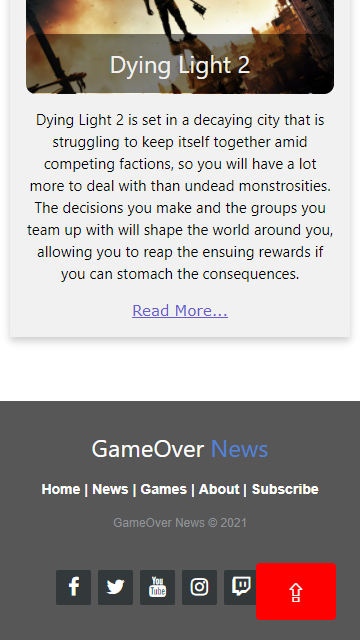 Dying Light 2
Dying Light 2 is set in a decaying city that is
struggling to keep itself together amid
competing factions, so you will have a lot
more to deal with than undead monstrosities.
The decisions you make and the groups you
team up with will shape the world around you,
allowing you to reap the ensuing rewards if
you can stomach the consequences.
Read More...
GameOver News
Home | News | Games | About | Subscribe
GameOver News © 2021
You Tube